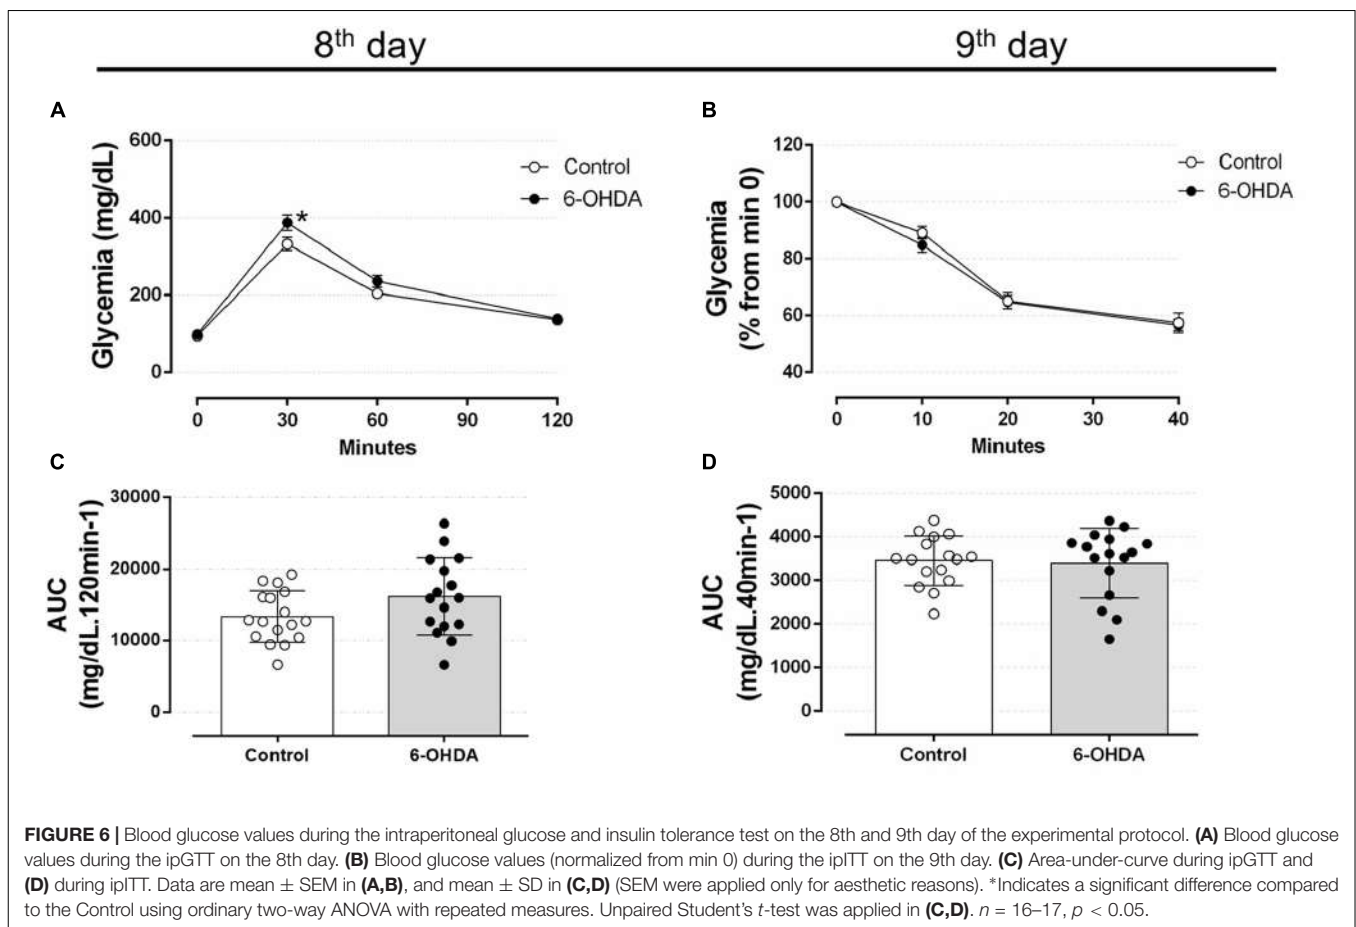 8th day
9th day
A
600
400
200
0
Glycemia (mg/dL)
Control
6-OHDA
*
0 30 60 90 120
Minutes
B
120
100
80
60
40
Glycemia
(% from min 0)
Control
6-OHDA
0 10 20 30 40
Minutes
C
30000
20000
10000
0
AUC
(mg/dL.120min-1)
Control 6-OHDA
D
5000
4000
3000
2000
1000
0
AUC
(mg/dL.40min-1)
Control 6-OHDA
FIGURE 6 | Blood glucose values during the intraperitoneal glucose and insulin tolerance test on the 8th and 9th day of the experimental protocol. (A) Blood glucose
values during the ipGTT on the 8th day. (B) Blood glucose values (normalized from min 0) during the ipITT on the 9th day. (C) Area-under-curve during ipGTT and
(D) during ipITT. Data are mean ± SEM in (A,B), and mean ± SD in (C,D) (SEM were applied only for aesthetic reasons). *Indicates a significant difference compared
to the Control using ordinary two-way ANOVA with repeated measures. Unpaired Student's t-test was applied in (C,D). n = 16–17, p < 0.05.